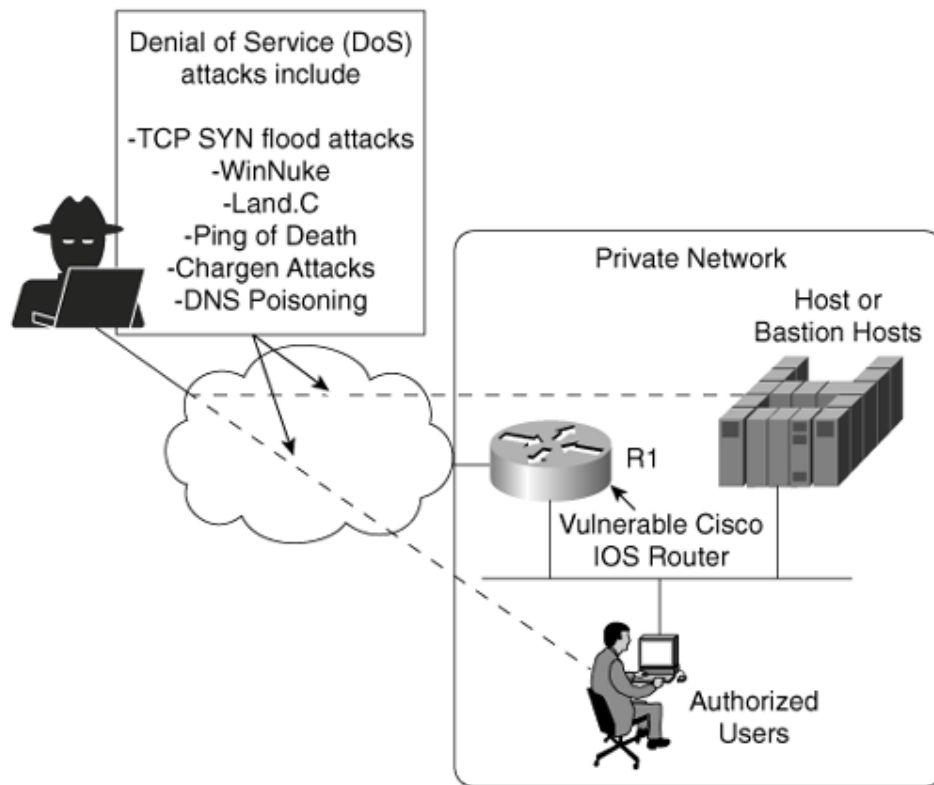 Denial of Service (DoS)
attacks include
-TCP SYN flood attacks
-WinNuke
-Land.C
-Ping of Death
-Chargen Attacks
-DNS Poisoning
Private Network
Host or
Bastion Hosts
R1
Vulnerable Cisco
IOS Router
Authorized
Users